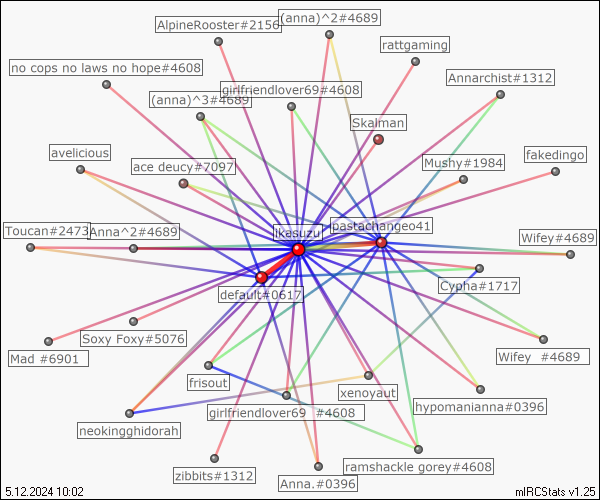 AlpineRooster#2156
(anna)^2#4689
rattgaming
no cops no laws no hope#4608
(anna)^3#4689
girlfriendlover69#4608
Annarchist#1312
Skalman
avelicious
ace deucy#7097
Mushy#1984
fakedingo
Toucan#2473
Anna^2#4689
ikasuzu
pastachangeo41
Wifey#4689
default#0617
Cypha#1717
Soxy Foxy#5076
Mad #6901
Wifey #4689
frisout
xenoyaut
neokingghidorah
girlfriendlover69 #4608
hypomanianna#0396
zibbits#1312
Anna.#0396
ramshackle gorey#4608
5.12.2024 10:02
mIRCStats v1.25